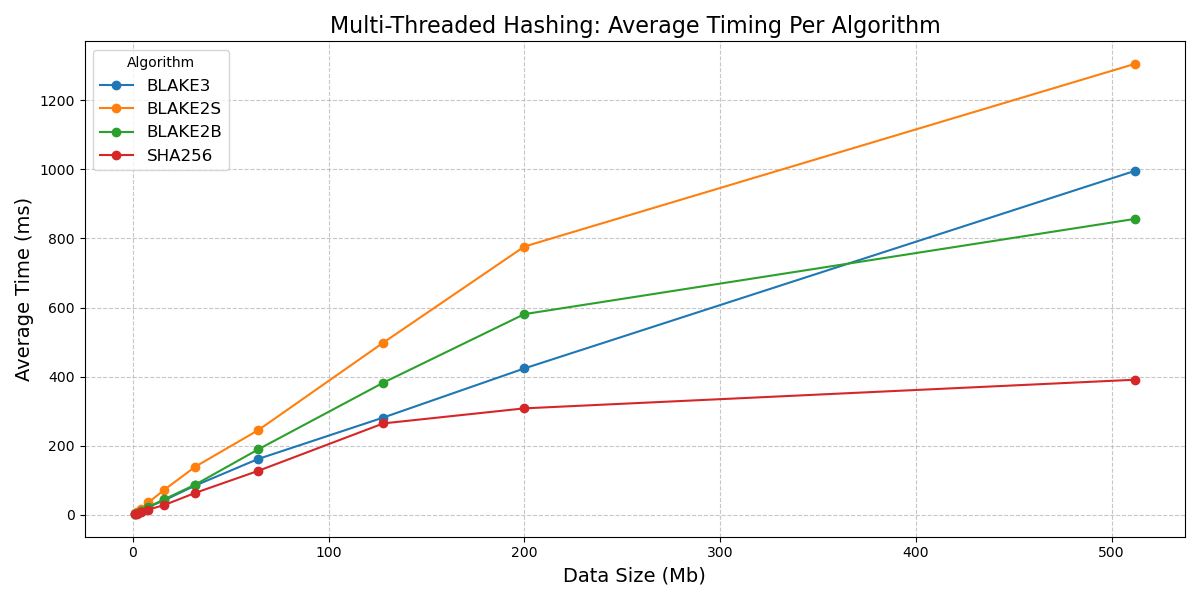 Multi-Threaded Hashing: Average Timing Per Algorithm
Algorithm
BLAKE3
BLAKE2S
BLAKE2B
SHA256
Average Time (ms)
1200
1000
800
600
400
200
0
0 100 200 300 400 500
Data Size (Mb)